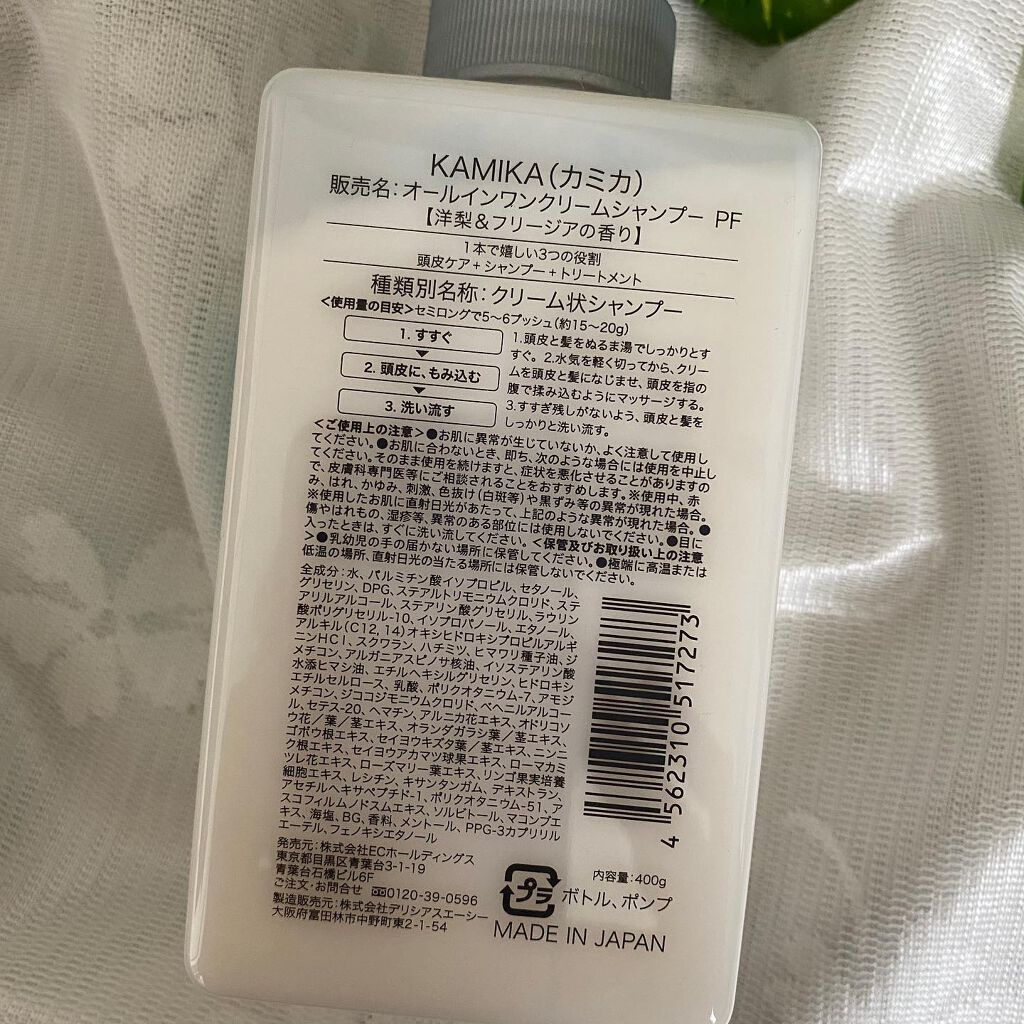 KAMIKA(カミカ)
販売名:オールインワンクリームシャンプー PF
【洋梨&フリージアの香り】
1本で嬉しい3つの役割
頭皮ケア+シャンプー+トリートメント
種類別名称:クリーム状シャンプー
<使用量の目安>セミロングで5~6プッシュ(約15~20g)
1. すすぐ
2. 頭皮に、もみ込む
3. 洗い流す
1.頭皮と髪をぬるま湯でしっかりとす
すぐ。2.水気を軽く切ってから、クリー
ムを頭皮と髪になじませ、頭皮を指の
腹で揉み込むようにマッサージする。
3.すすぎ残しがないよう、頭皮と髪を
しっかりと洗い流す。
<ご使用上の注意>●お肌に異常が生じていないか、よく注意して使用し
てください。●お肌に合わないとき、即ち、次のような場合には使用を中止し
てください。そのまま使用を続けますと、症状を悪化させることがありますの
で、皮膚科専門医等にご相談されることをおすすめします。※使用中、赤
み、はれ、かゆみ、刺激、色抜け(白斑等)や黒ずみ等の異常が現れた場合。
※使用したお肌に直射日光があたって、上記のような異常が現れた場合。●
傷やはれもの、湿疹等、異常のある部位には使用しないでください。●目に
入ったときは、すぐに洗い流してください。<保管及びお取り扱い上の注意
>●乳幼児の手の届かない場所に保管してください。●極端に高温または
低温の場所、直射日光の当たる場所には保管しないでください。
全成分:水、パルミチン酸イソプロピル、セタノール、
グリセリン、DPG、ステアルトリモニウムクロリド、ステ
アリルアルコール、ステアリン酸グリセリル、ラウリン
酸ポリグリセリル-10、イソプロパノール、エタノール、
アルキル(C12,14)オキシヒドロキシプロピルアルギ
ニンHCl、スクワラン、ハチミツ、ヒマワリ種子油、ジ
メチコン、アルガニアスピノサ核油、イソステアリン酸
水添ヒマシ油、エチルヘキシルグリセリン、ヒドロキシ
エチルセルロース、乳酸、ポリクオタニウム-7、アモジ
メチコン、ジココジモニウムクロリド、ベヘニルアルコー
ル、セテス-20、ヘマチン、アルニカ花エキス、オドリコソ
ウ花/葉/茎エキス、オランダガラシ葉/茎エキス、
ゴボウ根エキス、セイヨウキズタ葉/茎エキス、ニンニ
ク根エキス、セイヨウアカマツ球果エキス、ローマカミ
ツレ花エキス、ローズマリー葉エキス、リンゴ果実培養
細胞エキス、レシチン、キサンタンガム、デキストラン、
アセチルヘキサペプチド-1、ポリクオタニウム-51、ア
スコフィルムノドスムエキス、ソルビトール、マコンブエ
キス、海塩、BG、香料、メントール、PPG-3カプリリル
エーテル、フェノキシエタノール
4 562310 517273
発売元:株式会社ECホールディングス
東京都目黒区青葉台3-1-19
青葉台石橋ビル6F
ご注文・お問合せ 0120-39-0596
製造販売元:株式会社デリシアスエーシー
大阪府富田林市中野町東2-1-54
内容量:400g
プラ ボトル、ポンプ
MADE IN JAPAN